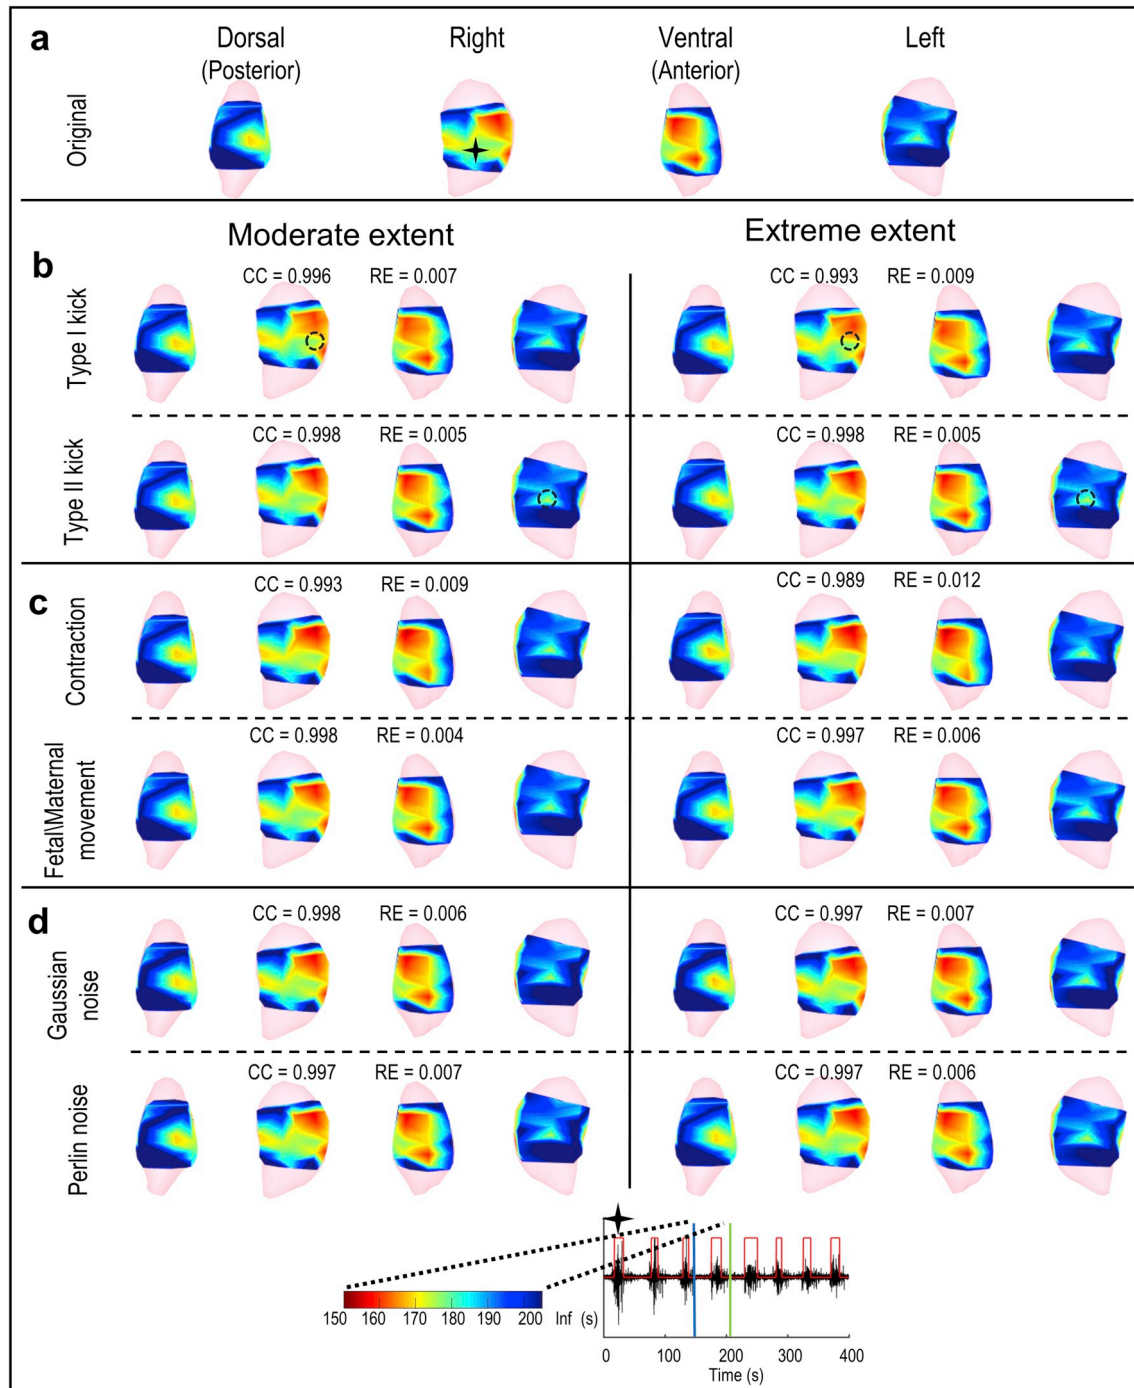 a
Dorsal
(Posterior)
Right
Ventral
(Anterior)
Left
Original
Moderate extent
Extreme extent
b
Type I kick
CC = 0.996
RE = 0.007
CC = 0.993
RE = 0.009
Type II kick
CC = 0.998
RE = 0.005
CC = 0.998
RE = 0.005
c
Contraction
CC = 0.993
RE = 0.009
CC = 0.989
RE = 0.012
Fetal\Maternal
movement
CC = 0.998
RE = 0.004
CC = 0.997
RE = 0.006
d
Gaussian
noise
CC = 0.998
RE = 0.006
CC = 0.997
RE = 0.007
Perlin noise
CC = 0.997
RE = 0.007
CC = 0.997
RE = 0.006
150 160 170 180 190 200 Inf (s)
0 100 200 300 400
Time (s)